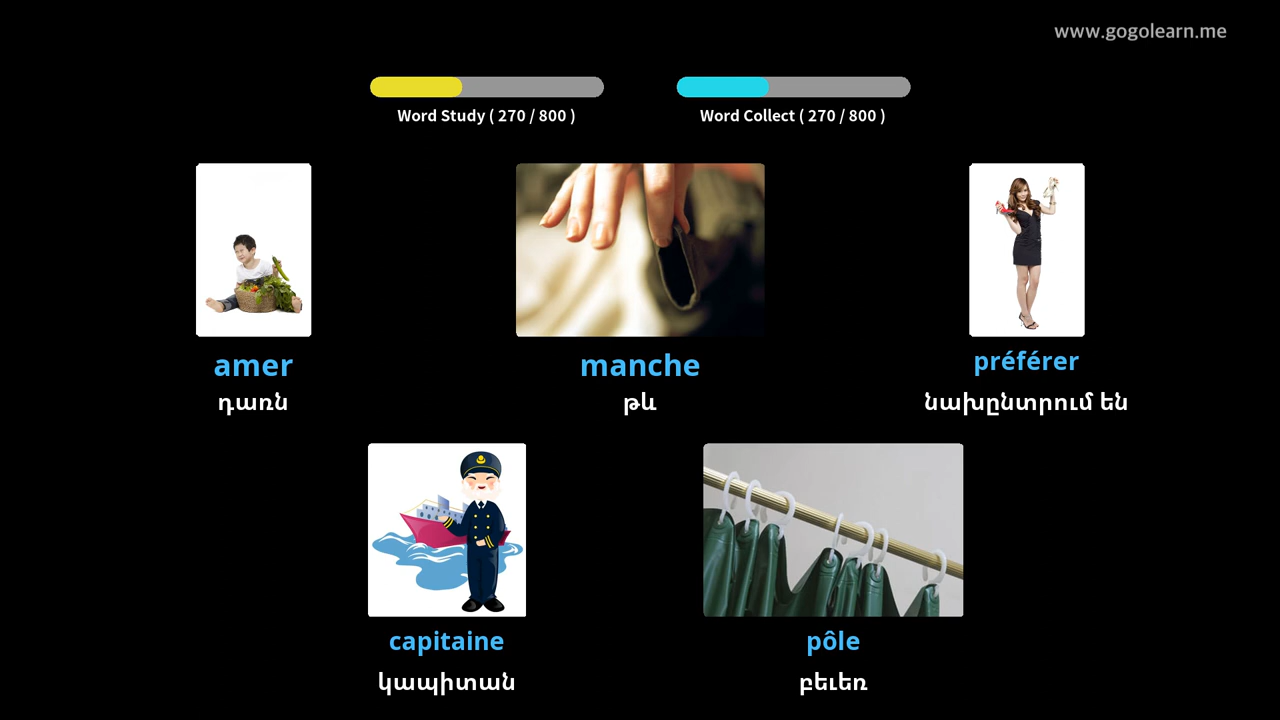 www.gogolearn.me
Word Study ( 270 / 800 )
Word Collect ( 270 / 800 )
amer
դառն
manche
թև
préférer
նախընտրում են
capitaine
կապիտան
pôle
բեւեռ